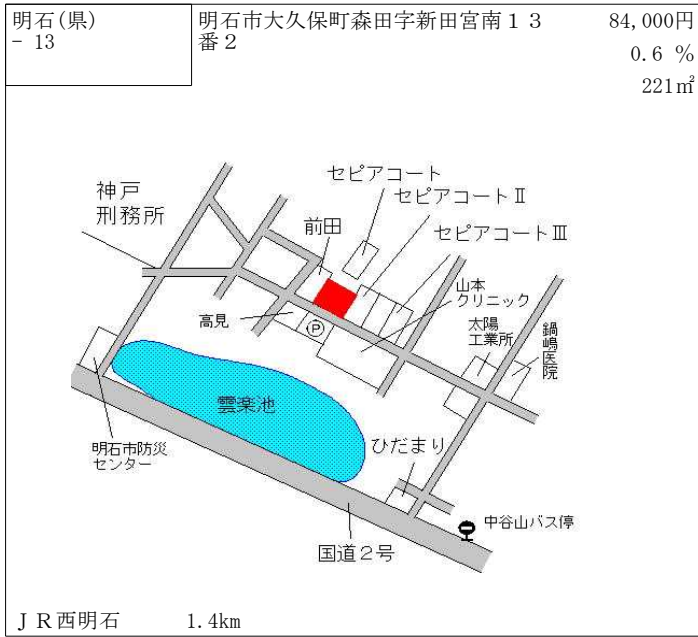 明石(県)
- 13
明石市大久保町森田字新田宮南１３
番２
84,000円
0.6 %
221㎡
セピアコート
セピアコートⅡ
セピアコートⅢ
神戸
刑務所
前田
山本
クリニック
高見
P
太陽
工業所
鍋嶋医院
雲楽池
ひだまり
明石市防災
センター
中谷山バス停
国道２号
ＪＲ西明石 1.4km